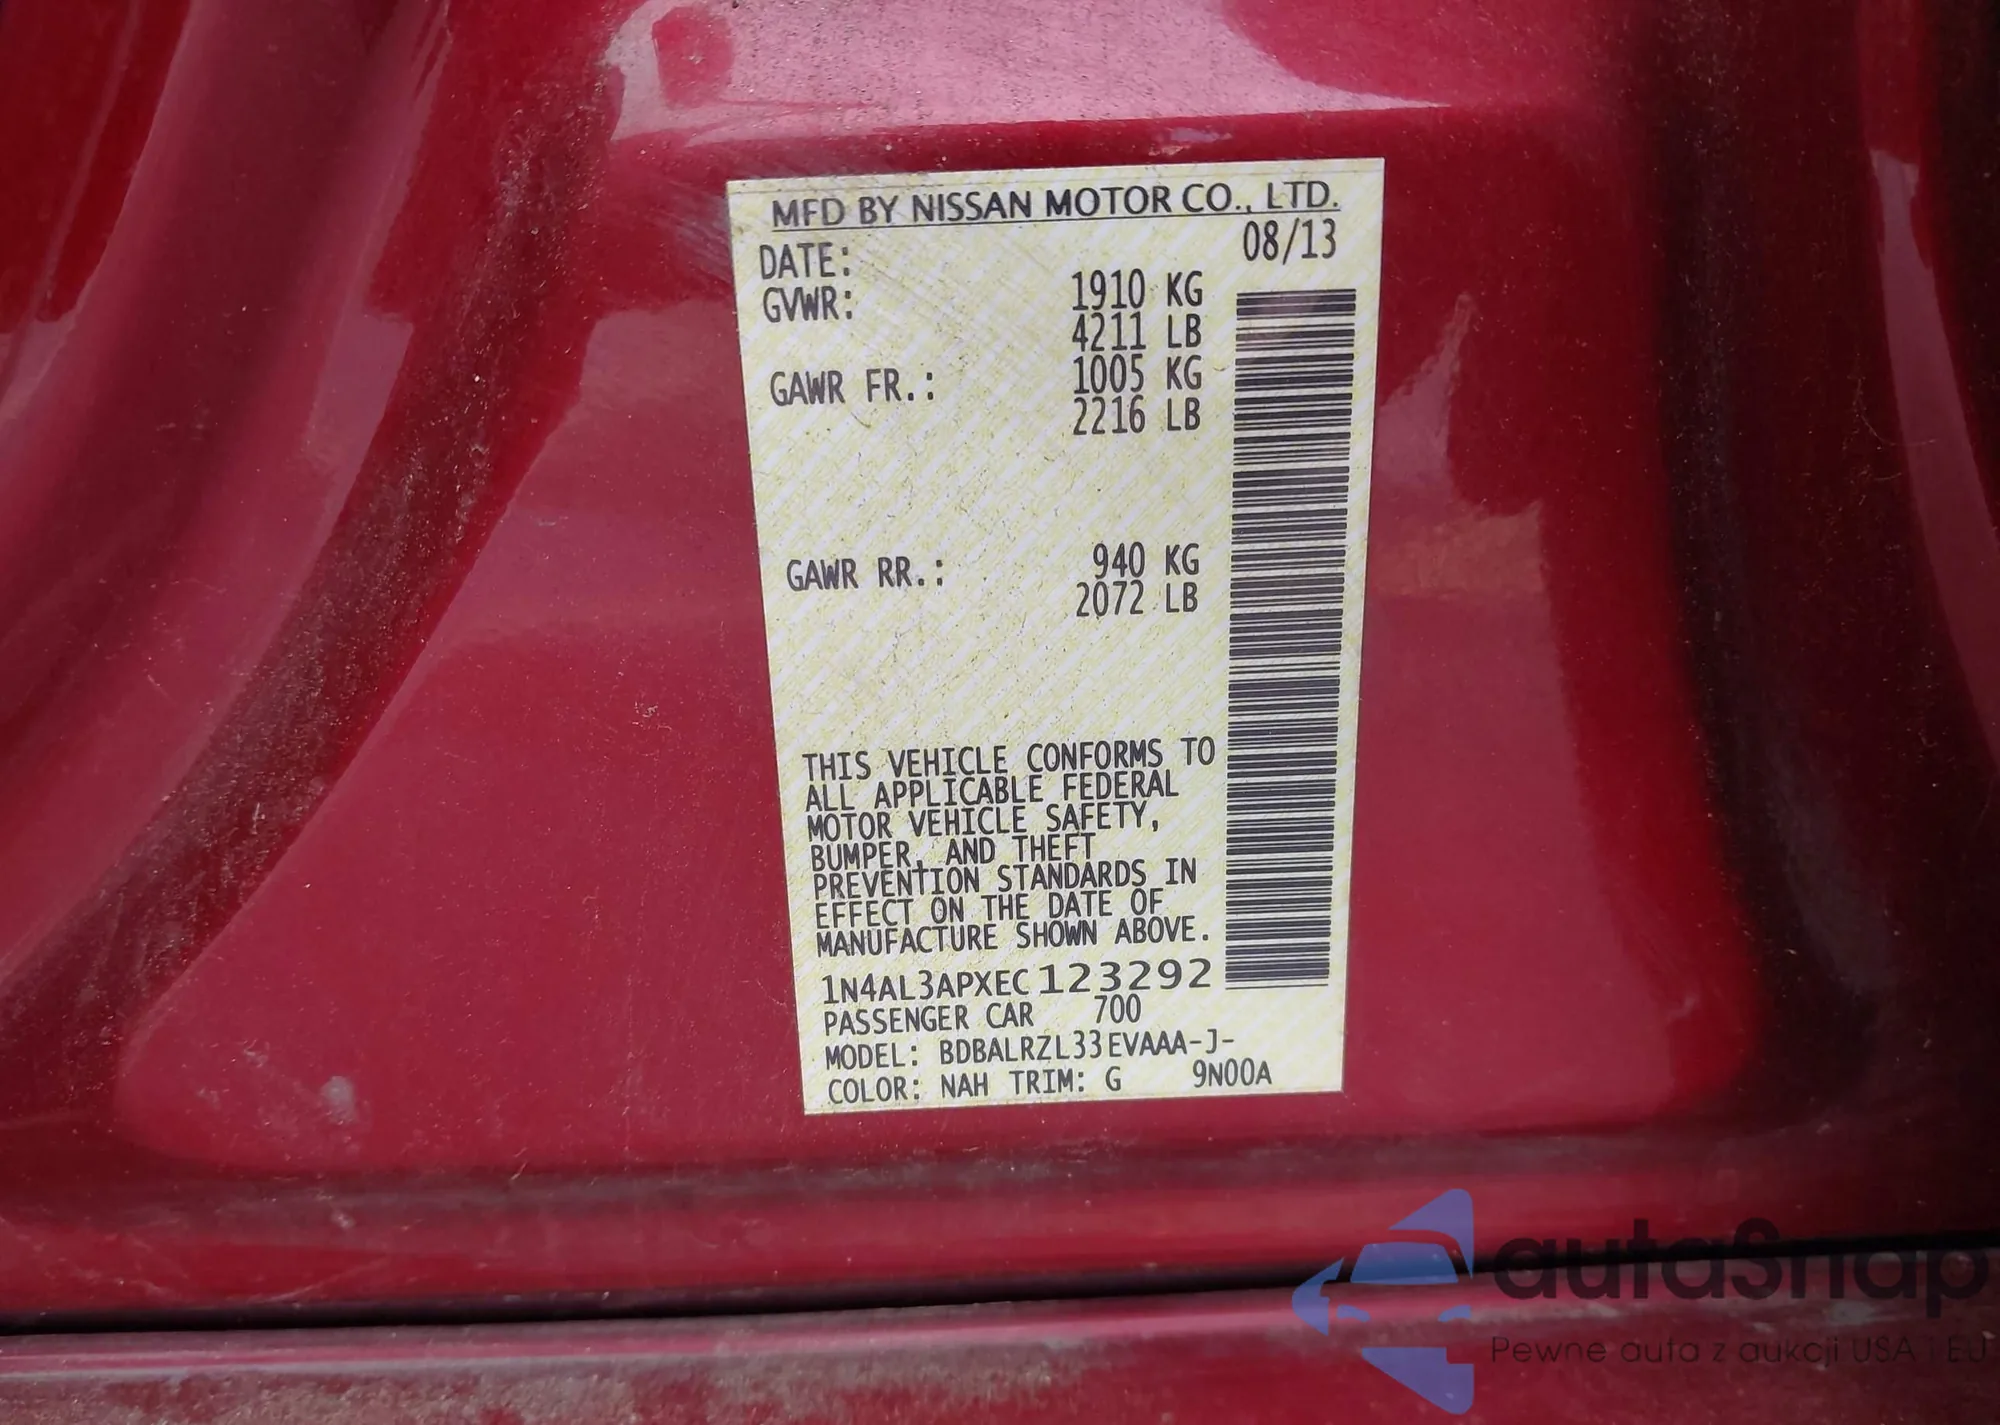 MFD BY NISSAN MOTOR CO., LTD.
DATE: 08/13
GVWR: 1910 KG
4211 LB
GAWR FR.: 1005 KG
2216 LB
GAWR RR.: 940 KG
2072 LB
THIS VEHICLE CONFORMS TO
ALL APPLICABLE FEDERAL
MOTOR VEHICLE SAFETY,
BUMPER, AND THEFT
PREVENTION STANDARDS IN
EFFECT ON THE DATE OF
MANUFACTURE SHOWN ABOVE.
1N4AL3APXEC123292
PASSENGER CAR 700
MODEL: BDBALRZL33EVAAA-J-
COLOR: NAH TRIM: G 9N00A
autaSnap
Pewne auta z aukcji USA i EU